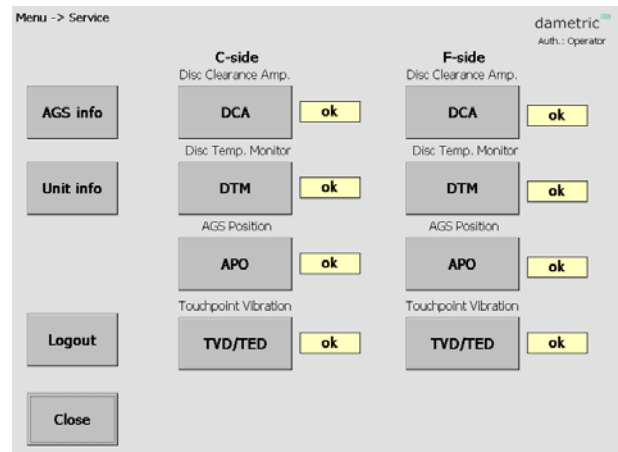 Menu -> Service
dametric
Auth.: Operator
C-side
F-side
Disc Clearance Amp.
Disc Clearance Amp.
AGS info
DCA
ok
DCA
ok
Disc Temp. Monitor
Disc Temp. Monitor
Unit info
DTM
ok
DTM
ok
AGS Position
AGS Position
APO
ok
APO
ok
Touchpoint Vibration
Touchpoint Vibration
Logout
TVD/TED
ok
TVD/TED
ok
Close